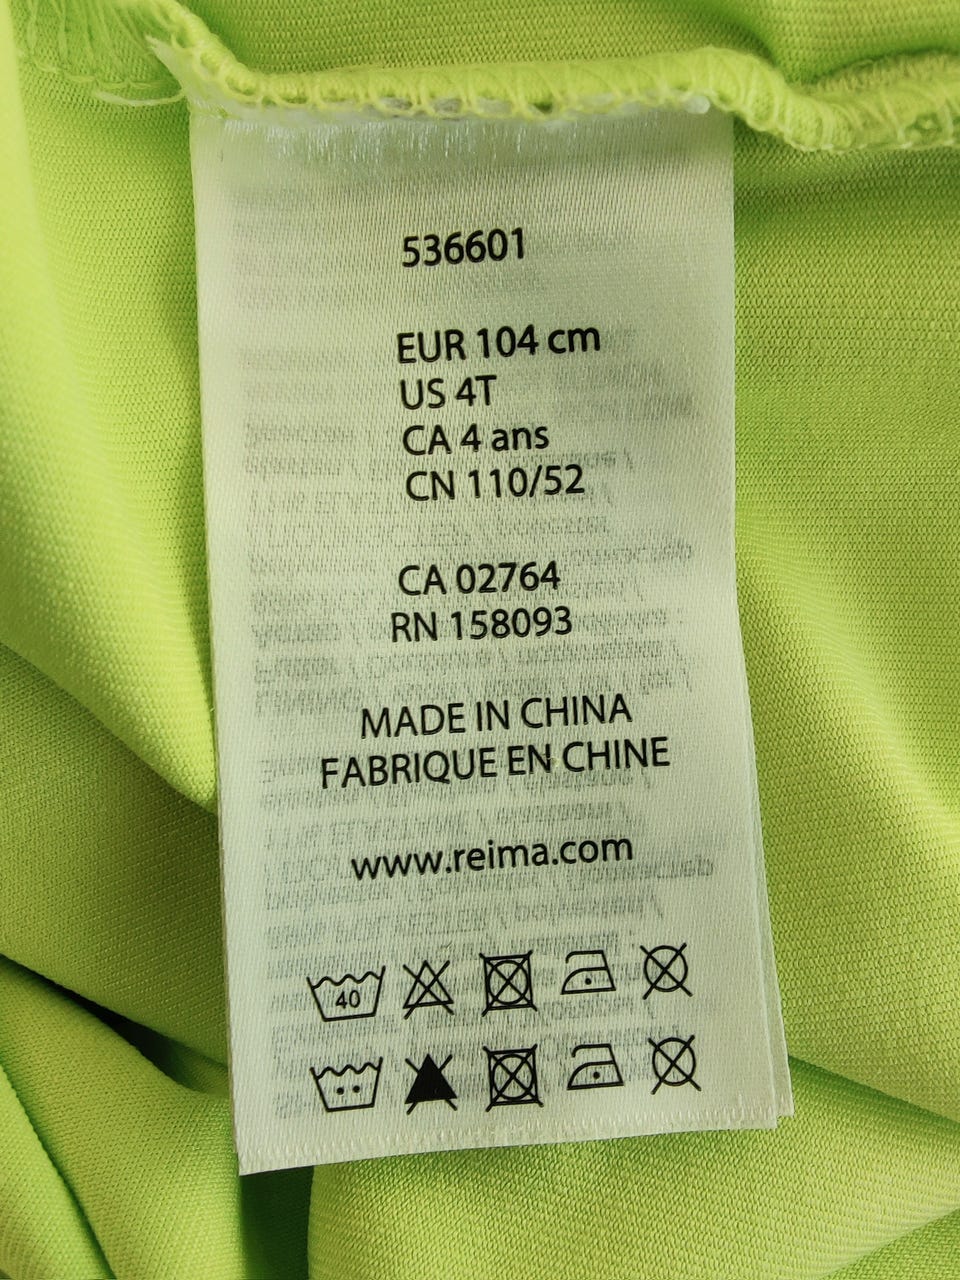 536601
EUR 104 cm
US 4T
CA 4 ans
CN 110/52
CA 02764
RN 158093
MADE IN CHINA
FABRIQUE EN CHINE
www.reima.com
40